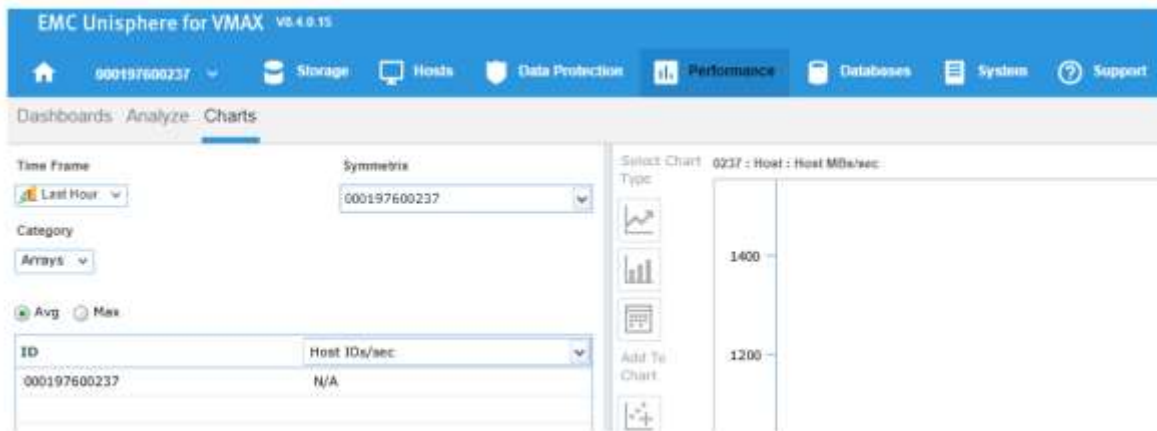 EMC Unisphere for VMAX V8.4.0.15
000197600237 Storage Hosts Data Protection Performance Databases System Support
Dashboards Analyze Charts
Time Frame Symmetrix
Last Hour 000197600237
Category
Arrays
Avg Max
ID Host IOs/sec
000197600237 N/A
Select Chart Type
0237 : Host : Host MBs/sec
1400
1200
Add To
Chart